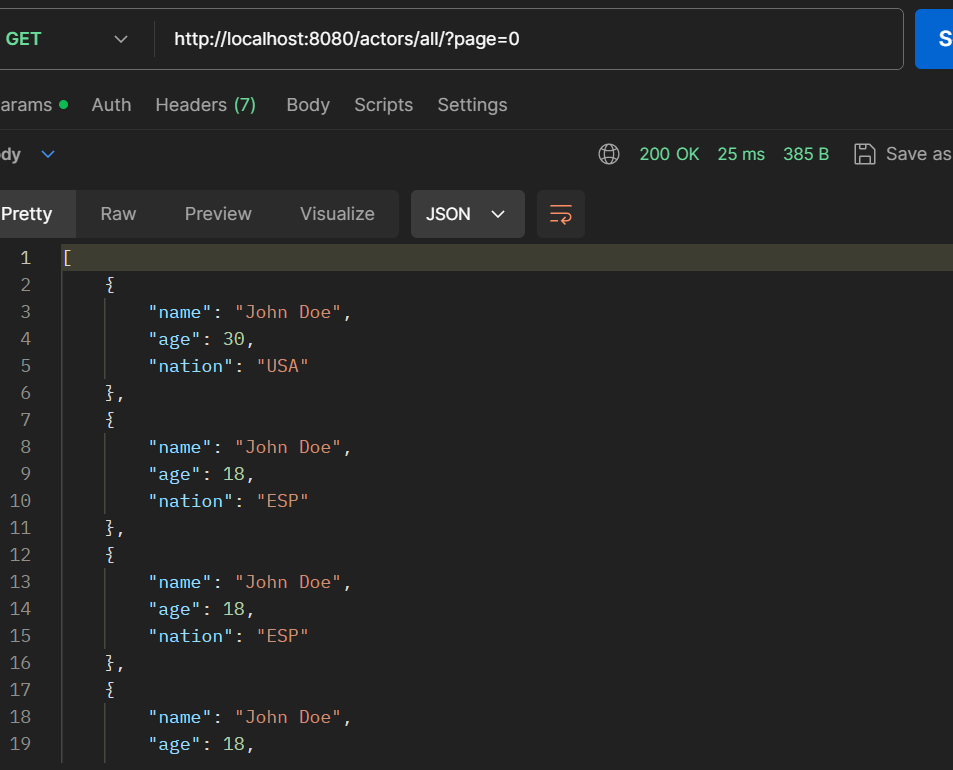 GET http://localhost:8080/actors/all/?page=0 S
arams Auth Headers (7) Body Scripts Settings
dy 200 OK 25 ms 385 B Save as
Pretty Raw Preview Visualize JSON
1 [
2 {
3 "name": "John Doe",
4 "age": 30,
5 "nation": "USA"
6 },
7 {
8 "name": "John Doe",
9 "age": 18,
10 "nation": "ESP"
11 },
12 {
13 "name": "John Doe",
14 "age": 18,
15 "nation": "ESP"
16 },
17 {
18 "name": "John Doe",
19 "age": 18,